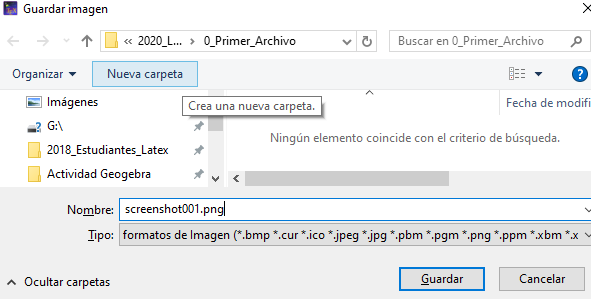 Guardar imagen
« 2020_L... › 0_Primer_Archivo
Buscar en 0_Primer_Archivo
Organizar
Nueva carpeta
Crea una nueva carpeta.
Imágenes
G:\
2018_Estudiantes_Latex
Actividad Geogebra
Fecha de modifi
Ningún elemento coincide con el criterio de búsqueda.
Nombre: screenshot001.png
Tipo: formatos de Imagen (*.bmp *.cur *.ico *.jpeg *.jpg *.pbm *.pgm *.png *.ppm *.xbm *.x
Ocultar carpetas
Guardar
Cancelar